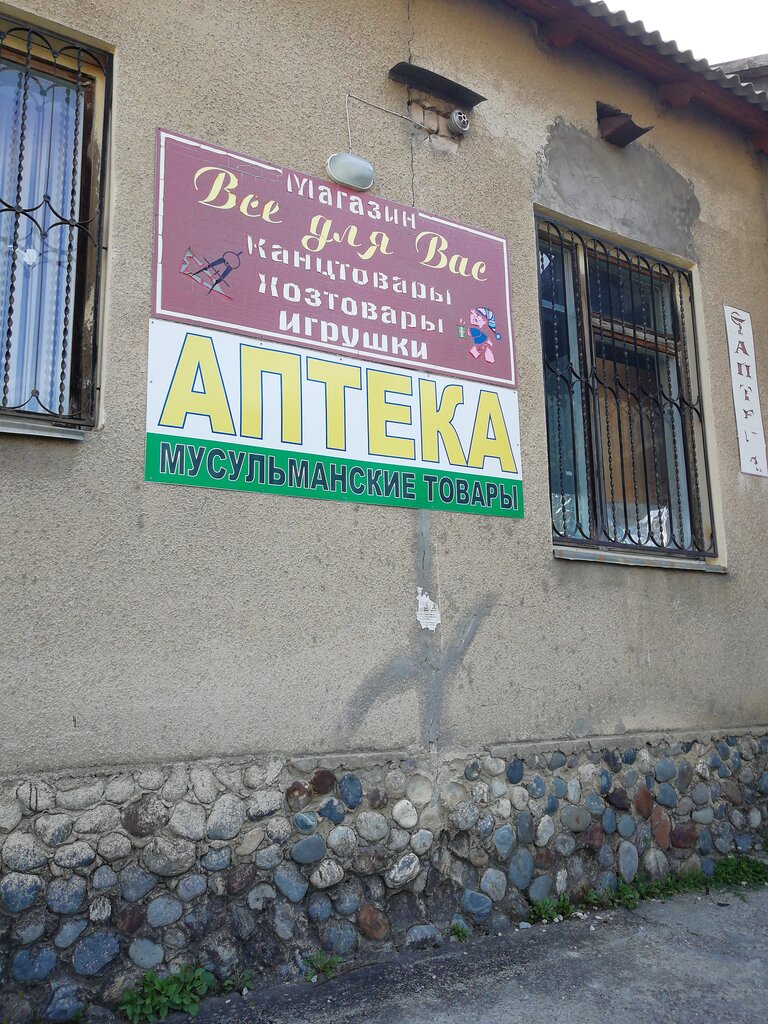 Магазин
Все для Вас
канцтовары
хозтовары
игрушки
АПТЕКА
МУСУЛЬМАНСКИЕ ТОВАРЫ